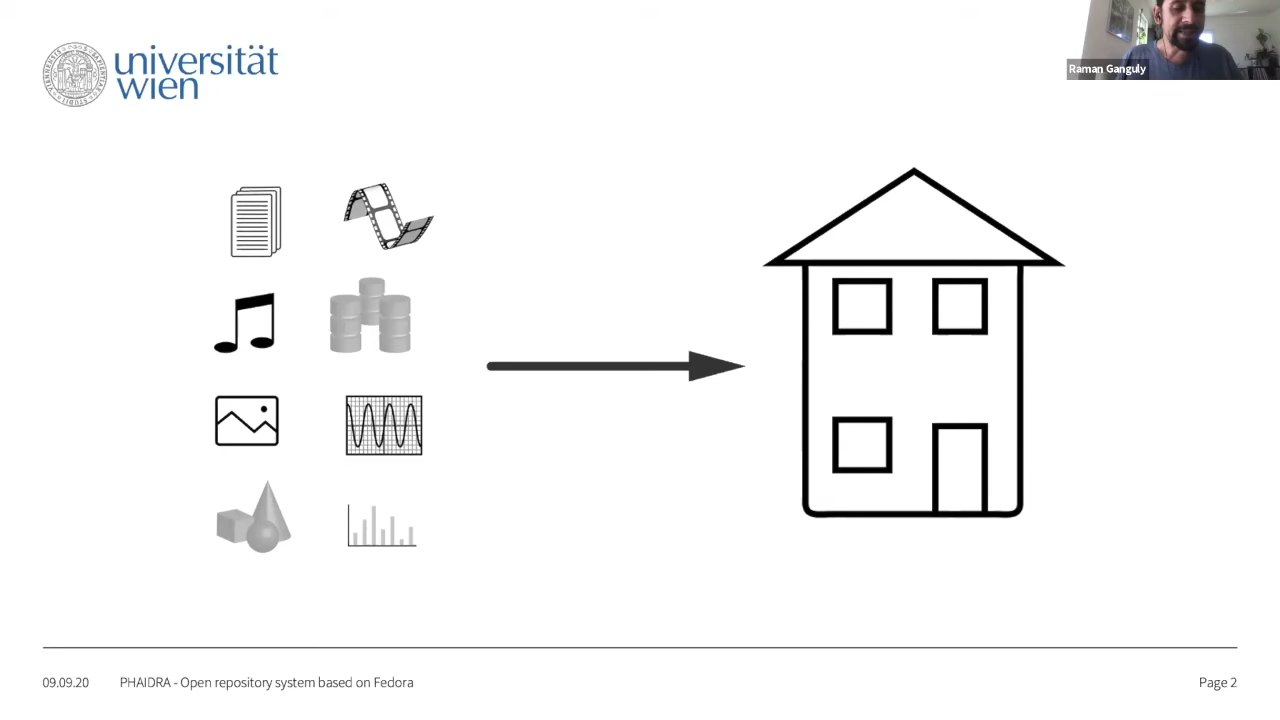 universität
wien
Raman Ganguly
09.09.20 PHAIDRA - Open repository system based on Fedora Page 2